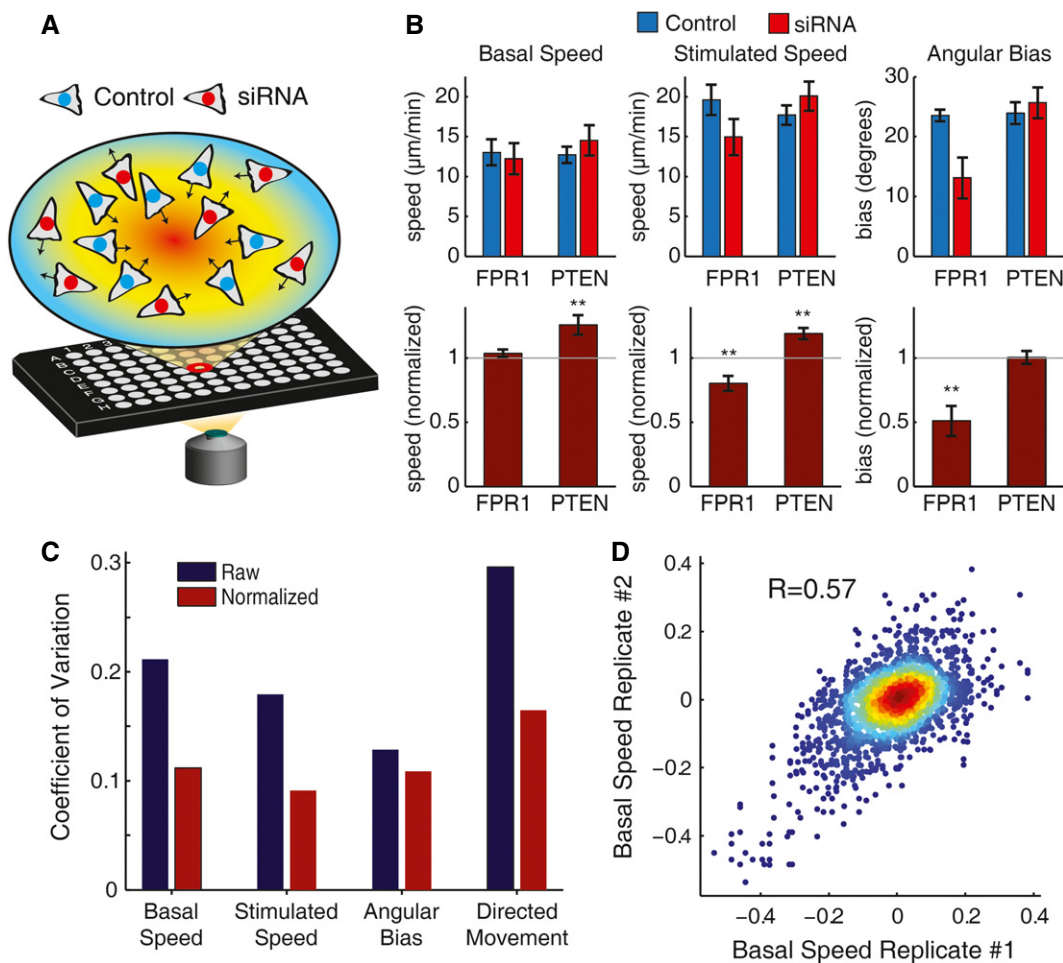 A
Control
siRNA
1 2 3
A B C D E F G H
B
Control
siRNA
Basal Speed
speed (µm/min)
20
15
10
5
0
FPR1
PTEN
Stimulated Speed
speed (µm/min)
20
15
10
5
0
FPR1
PTEN
Angular Bias
bias (degrees)
30
20
10
0
FPR1
PTEN
speed (normalized)
1
0.5
0
**
FPR1
PTEN
speed (normalized)
1
0.5
0
**
**
FPR1
PTEN
bias (normalized)
1
0.5
0
**
FPR1
PTEN
C
Coefficient of Variation
0.3
0.2
0.1
0
Raw
Normalized
Basal
Speed
Stimulated
Speed
Angular
Bias
Directed
Movement
D
Basal Speed Replicate #2
0.4
0.2
0
−0.2
−0.4
R=0.57
−0.4
−0.2
0
0.2
0.4
Basal Speed Replicate #1